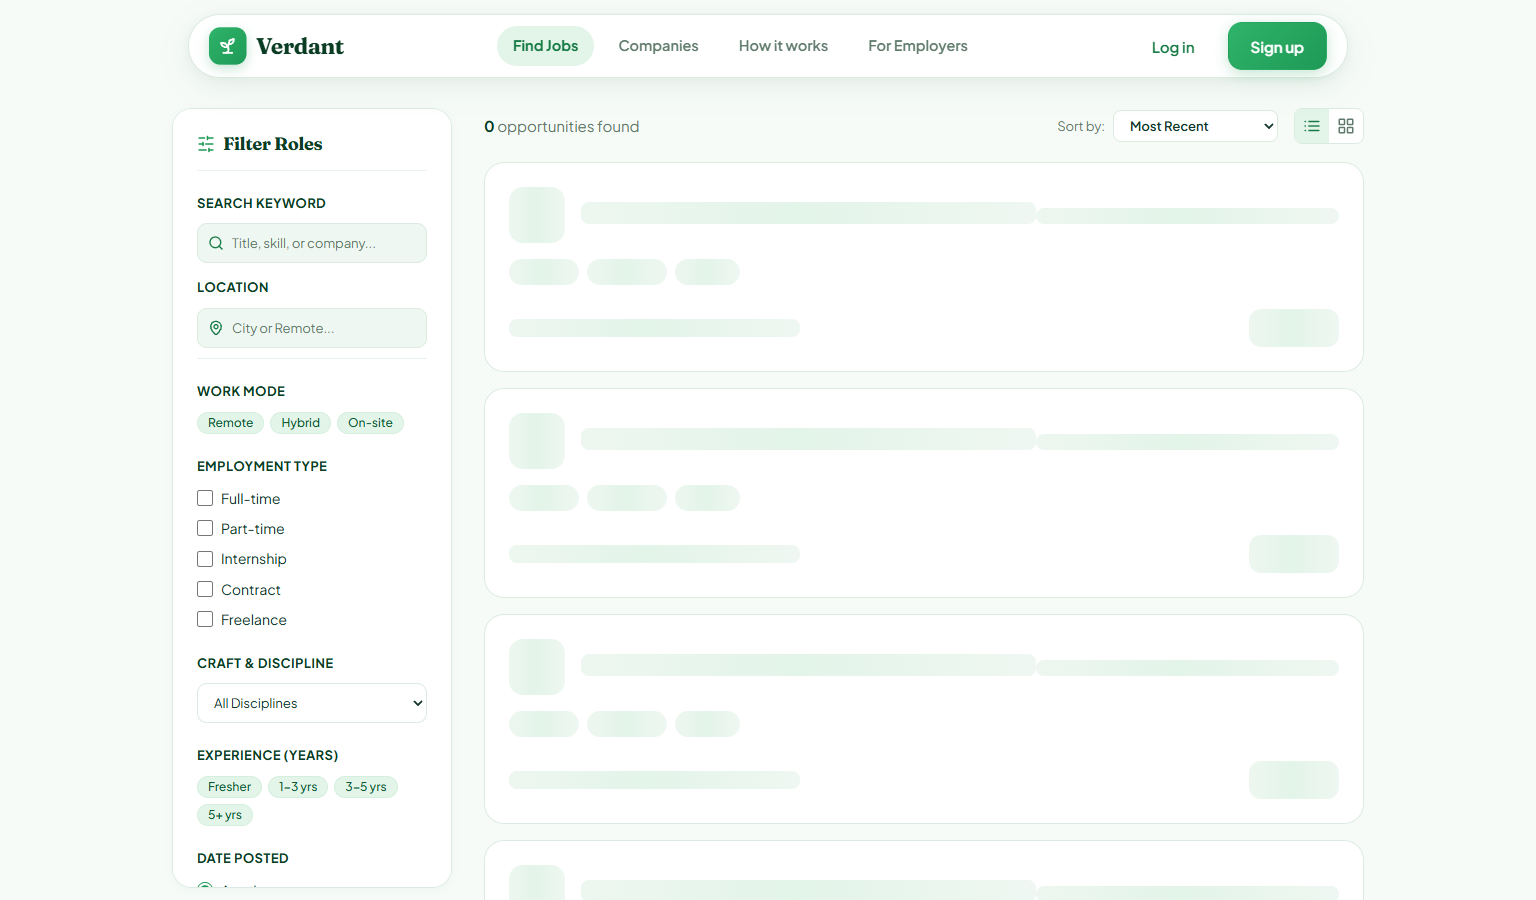 Verdant
Find Jobs
Companies
How it works
For Employers
Log in
Sign up
Filter Roles
SEARCH KEYWORD
Title, skill, or company...
LOCATION
City or Remote...
WORK MODE
Remote
Hybrid
On-site
EMPLOYMENT TYPE
Full-time
Part-time
Internship
Contract
Freelance
CRAFT & DISCIPLINE
All Disciplines
EXPERIENCE (YEARS)
Fresher
1–3 yrs
3–5 yrs
5+ yrs
DATE POSTED
0 opportunities found
Sort by:
Most Recent